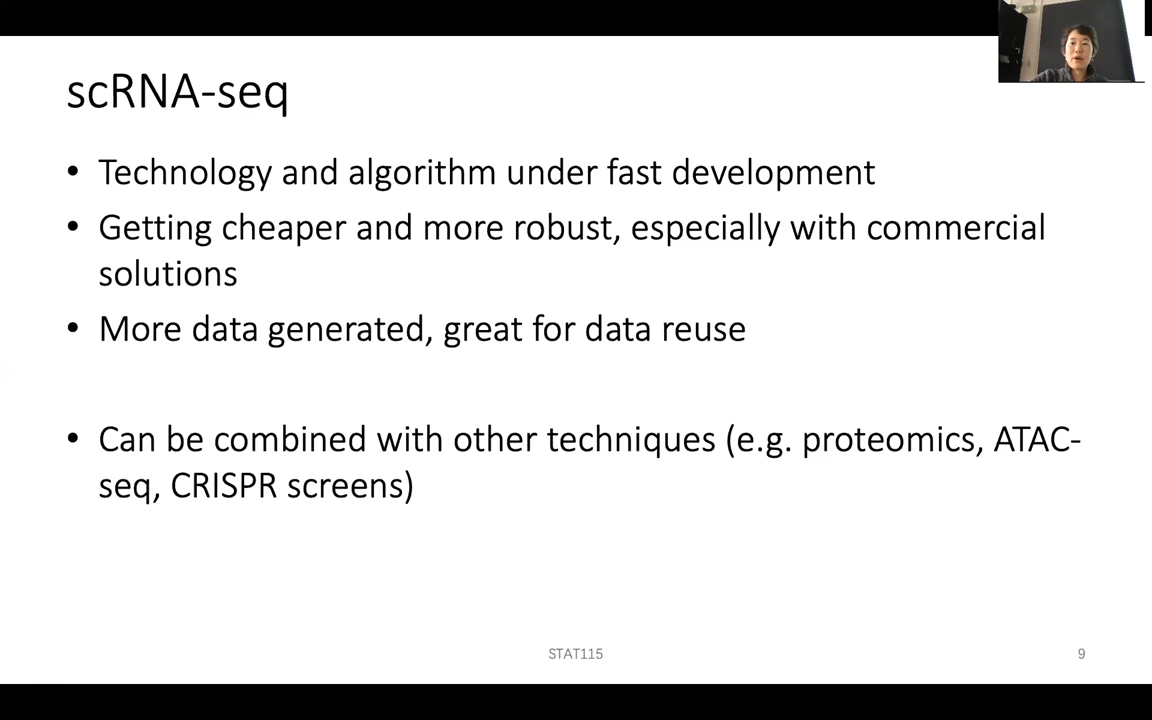 scRNA-seq
• Technology and algorithm under fast development
• Getting cheaper and more robust, especially with commercial
solutions
• More data generated, great for data reuse
• Can be combined with other techniques (e.g. proteomics, ATAC-
seq, CRISPR screens)
STAT115
9